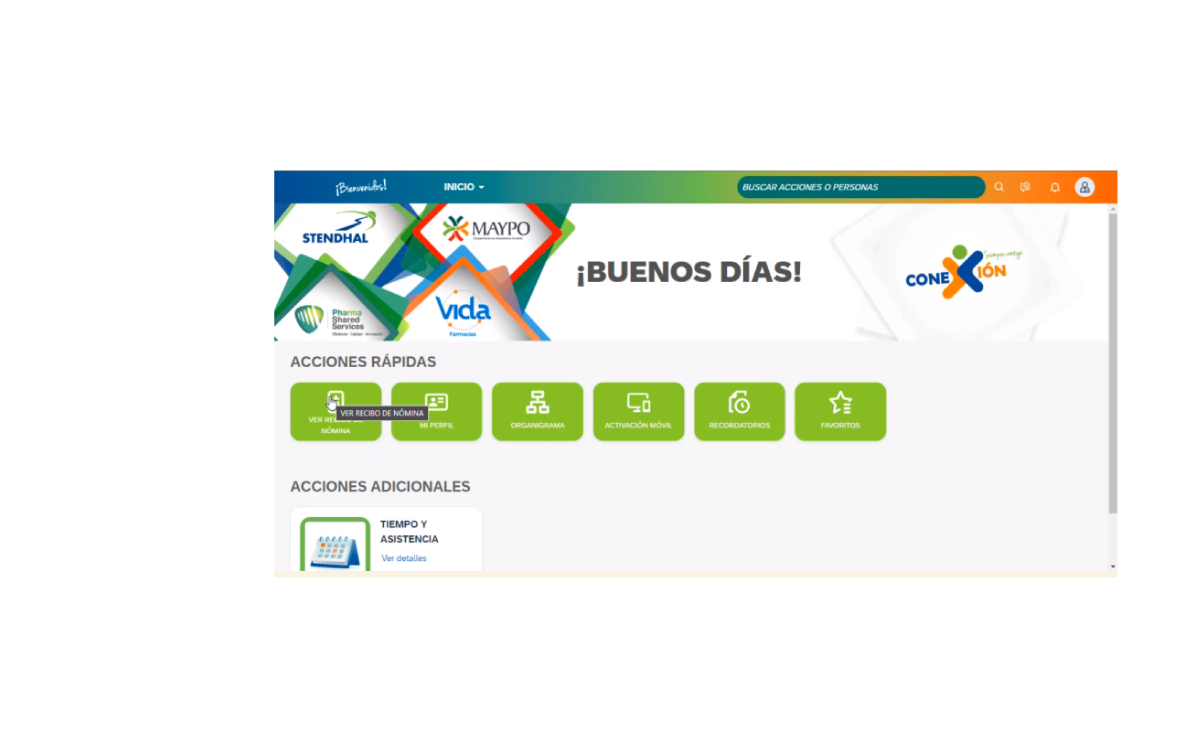 ¡Bienvenidos!
INICIO
BUSCAR ACCIONES O PERSONAS
STENDHAL
MAYPO
¡BUENOS DÍAS!
Siempre contigo
CONEXIÓN
Pharma
Shared
Services
Vida
Farmacias
ACCIONES RÁPIDAS
VER RECIBO DE NÓMINA
VER RE
NÓMINA
MI PERFIL
ORGANIGRAMA
ACTIVACIÓN MÓVIL
RECORDATORIOS
FAVORITOS
ACCIONES ADICIONALES
TIEMPO Y
ASISTENCIA
Ver detalles